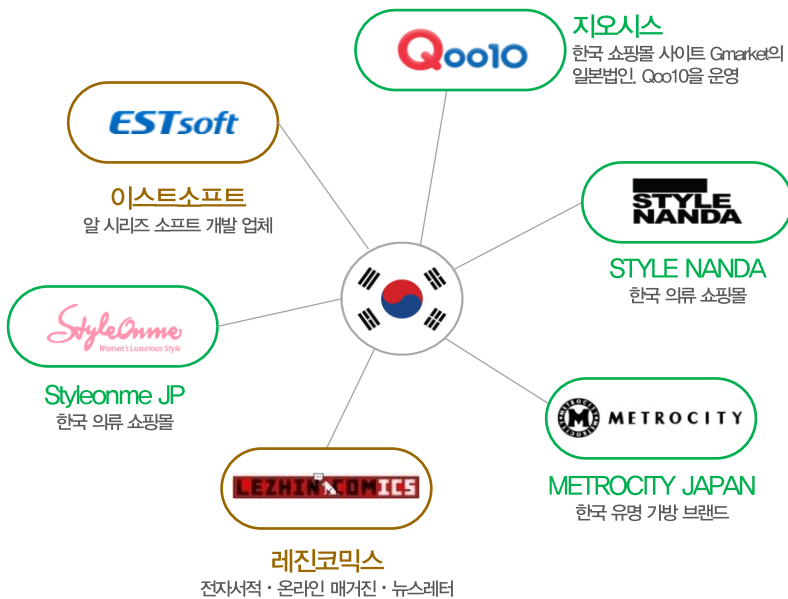 Qoo10
지오시스
한국 쇼핑몰 사이트 Gmarket의
일본법인, Qoo10을 운영
ESTsoft
이스트소프트
알 시리즈 소프트 개발 업체
STYLE
NANDA
STYLE NANDA
한국 의류 쇼핑몰
StyleOnme
Women's Luxurious Style
Styleonme JP
한국 의류 쇼핑몰
METROCITY
M
METROCITY
METROCITY JAPAN
한국 유명 가방 브랜드
LEZHIN COMICS
레진코믹스
전자서적 · 온라인 매거진 · 뉴스레터